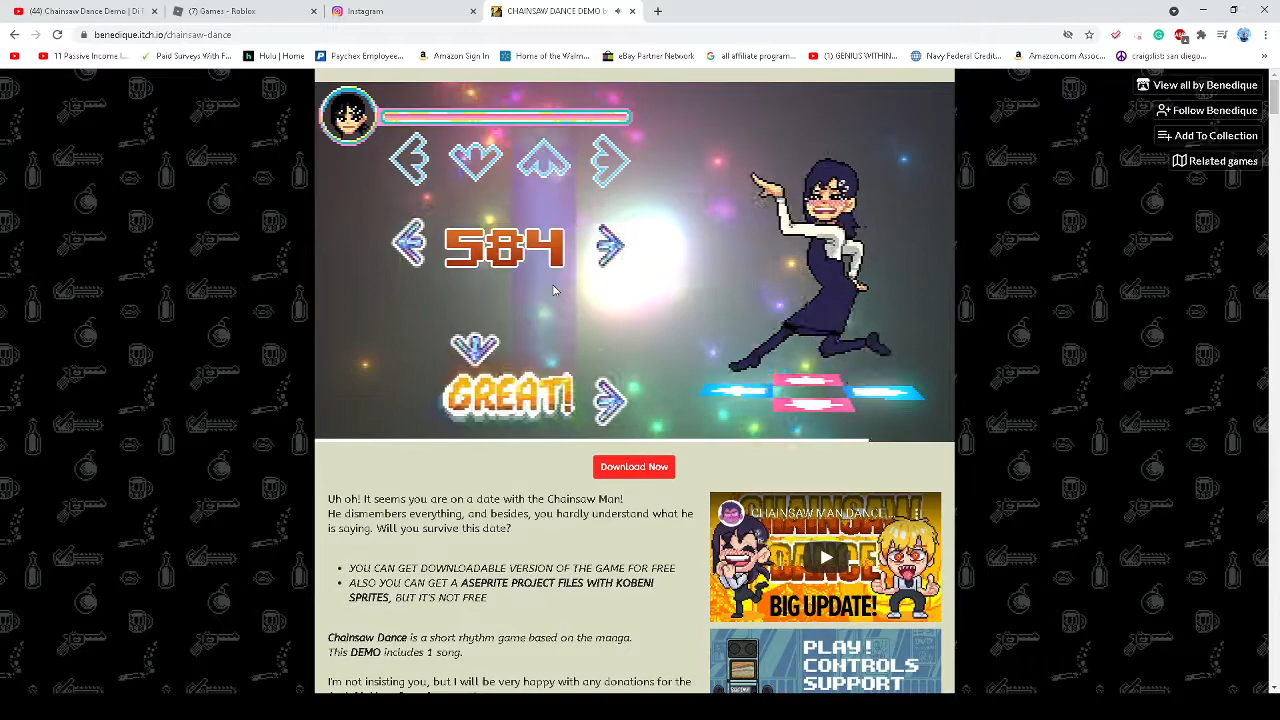 (44) Chainsaw Dance Demo | Di F
(7) Games - Roblox
Instagram
CHAINSAW DANCE DEMO b
benedique.itch.io/chainsaw-dance
11 Passive Income I...
Paid Surveys With F...
Hulu | Home
Paychex Employee...
Amazon Sign In
Home of the Walm...
eBay Partner Network
all affiliate program...
(1) GENIUS WITHIN...
Navy Federal Credit...
Amazon.com Assoc...
craigslist: san diego...
View all by Benedique
Follow Benedique
Add To Collection
Related games
584
GREAT!
Download Now
Uh oh! It seems you are on a date with the Chainsaw Man!
He dismembers everything, and besides, you hardly understand what he
is saying. Will you survive this date?
YOU CAN GET DOWNLOADABLE VERSION OF THE GAME FOR FREE
ALSO YOU CAN GET A ASEPRITE PROJECT FILES WITH KOBENI
SPRITES, BUT IT'S NOT FREE
Chainsaw Dance is a short rhythm game based on the manga.
This DEMO includes 1 song.
I'm not insisting you, but I will be very happy with any donations for the
CHAINSAW MAN DANCE...
CHAINSAW
DANCE
BIG UPDATE!
PLAY!
CONTROLS
SUPPORT